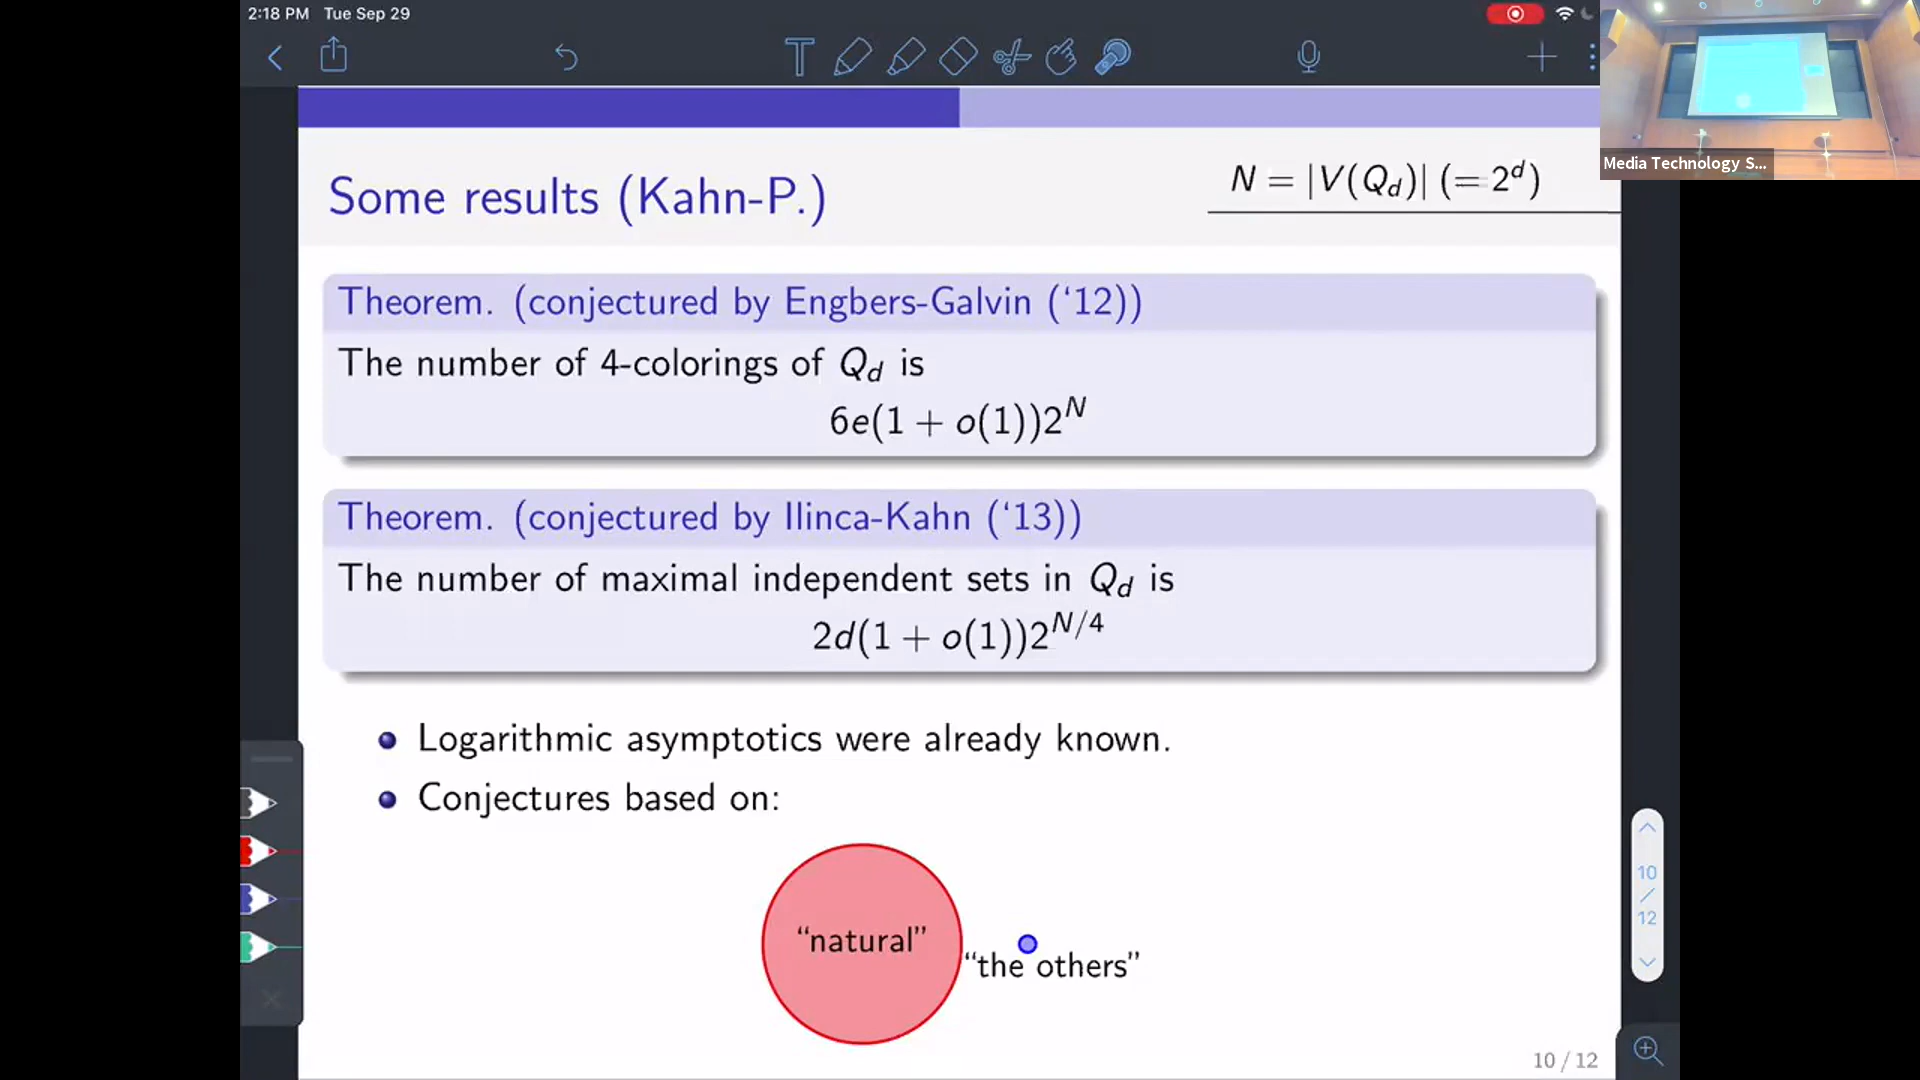 2:18 PM Tue Sep 29
Media Technology S...
Some results (Kahn-P.)
N = |V(Q_d)| (= 2^d)
Theorem. (conjectured by Engbers-Galvin (‘12))
The number of 4-colorings of Q_d is
6e(1 + o(1))2^N
Theorem. (conjectured by Ilinca-Kahn (‘13))
The number of maximal independent sets in Q_d is
2d(1 + o(1))2^{N/4}
Logarithmic asymptotics were already known.
Conjectures based on:
“natural”
“the others”
10
/
12
10 / 12